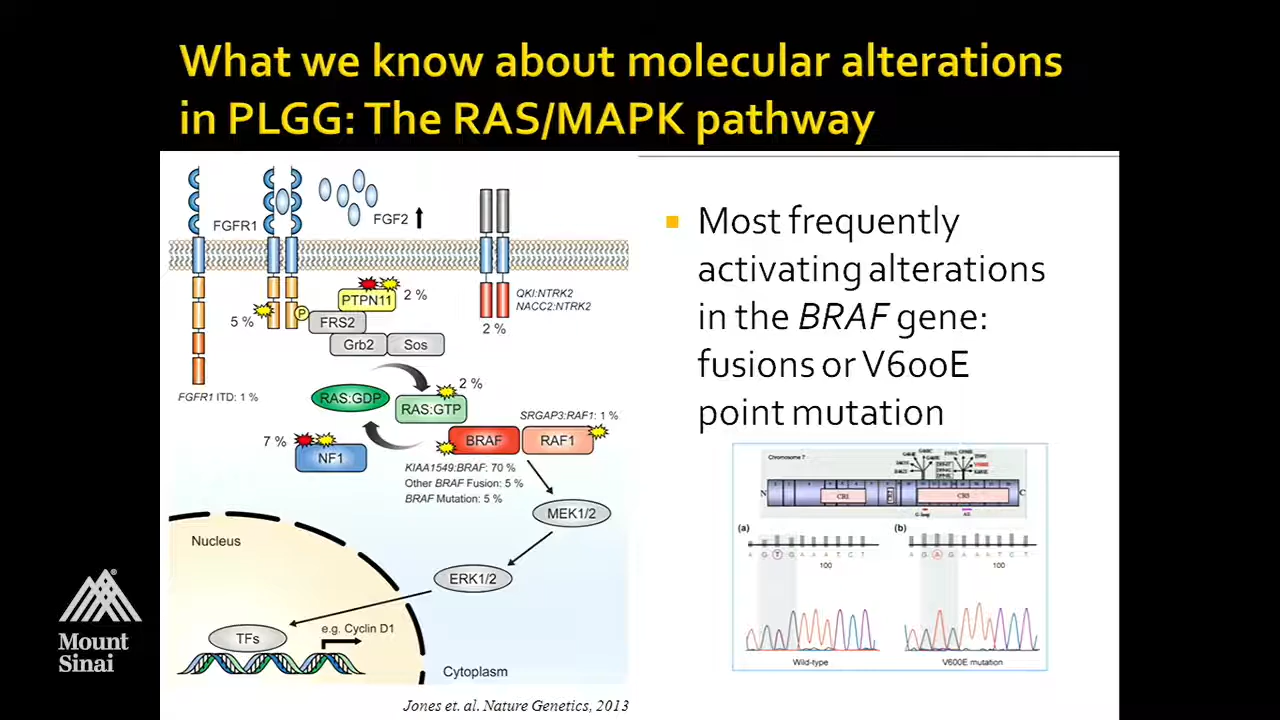 What we know about molecular alterations
in PLGG: The RAS/MAPK pathway
FGFR1
FGF2
PTPN11
2 %
5 %
P
FRS2
Grb2
Sos
QKI:NTRK2
NACC2:NTRK2
2 %
FGFR1 ITD: 1 %
RAS:GDP
2 %
RAS:GTP
SRGAP3:RAF1: 1 %
7 %
NF1
BRAF
RAF1
KIAA1549:BRAF: 70 %
Other BRAF Fusion: 5 %
BRAF Mutation: 5 %
MEK1/2
ERK1/2
Nucleus
TFs
e.g. Cyclin D1
Cytoplasm
Jones et. al. Nature Genetics, 2013
Most frequently
activating alterations
in the BRAF gene:
fusions or V600E
point mutation
Chromosome 7
N
CR1
CR3
C
(a)
(b)
A G T G A A A T C T
100
A G A G A A A T C T
100
Wild-type
V600E mutation
Mount
Sinai
®